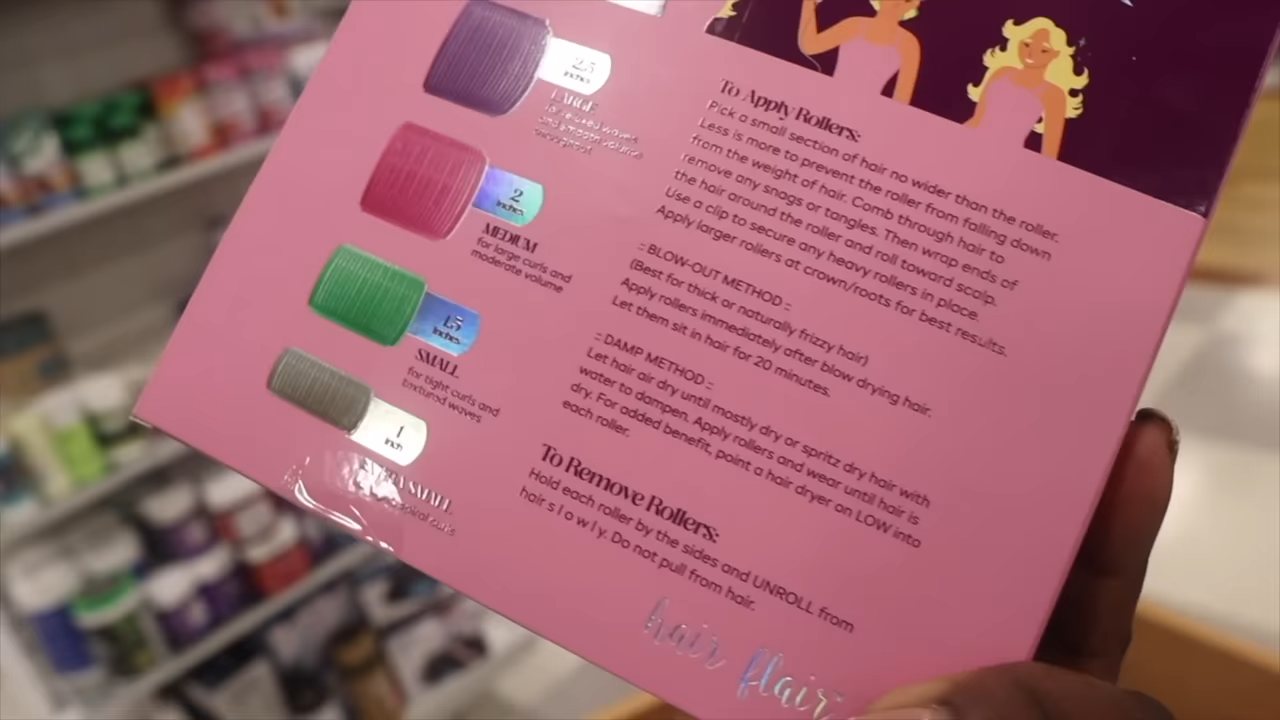 2.5
inches
LARGE
for relaxed waves
and smooth volume
throughout
2
inches
MEDIUM
for large curls and
moderate volume
1.5
inches
SMALL
for tight curls and
textured waves
1
inch
EXTRA SMALL
spiral curls
To Apply Rollers:
Pick a small section of hair no wider than the roller.
Less is more to prevent the roller from falling down
from the weight of hair. Comb through hair to
remove any snags or tangles. Then wrap ends of
the hair around the roller and roll toward scalp.
Use a clip to secure any heavy rollers in place.
Apply larger rollers at crown/roots for best results.
:: BLOW-OUT METHOD ::
(Best for thick or naturally frizzy hair)
Apply rollers immediately after blow drying hair.
Let them sit in hair for 20 minutes.
:: DAMP METHOD ::
Let hair air dry until mostly dry or spritz dry hair with
water to dampen. Apply rollers and wear until hair is
dry. For added benefit, point a hair dryer on LOW into
each roller.
To Remove Rollers:
Hold each roller by the sides and UNROLL from
hair s l o w l y. Do not pull from hair.
hair flair